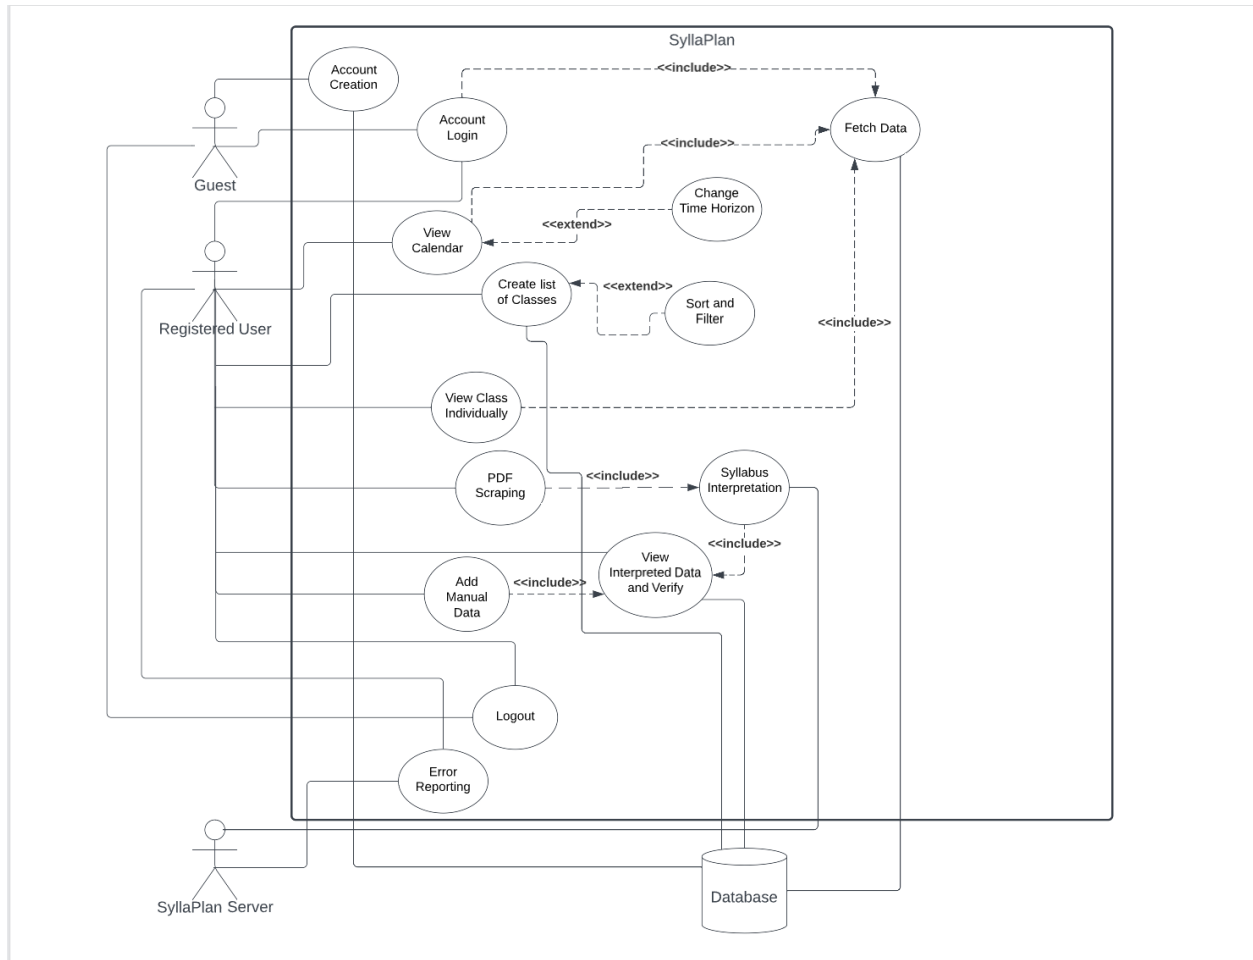 SyllaPlan
Account
Creation
<<include>>
Account
Login
Fetch Data
<<include>>
Guest
Change
Time Horizon
<<extend>>
View
Calendar
Create list
of Classes
<<extend>>
Sort and
Filter
Registered User
<<include>>
View Class
Individually
PDF
Scraping
<<include>>
Syllabus
Interpretation
<<include>>
View
Interpreted Data
and Verify
Add
Manual
Data
<<include>>
Logout
Error
Reporting
SyllaPlan Server
Database